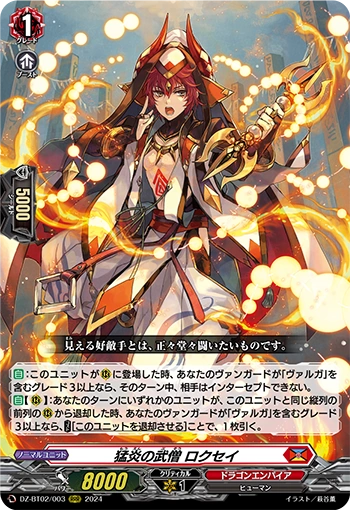 1
グレード
ブースト
5000
シールド
見える好敵手とは、正々堂々闘いたいものです。
自:このユニットがRに登場した時、あなたのヴァンガードが「ヴァルガ」を
含むグレード3以上なら、そのターン中、相手はインターセプトできない。
自【R】:あなたのターンにいずれかのユニットが、このユニットと同じ縦列の
前列のRから退却した時、あなたのヴァンガードが「ヴァルガ」を含むグレード3
以上なら、【このユニットを退却させる】ことで、1枚引く。
ノーマルユニット
猛炎の武僧 ロクセイ
パワー
8000
クリティカル
1
ドラゴンエンパイア
ヒューマン
DZ-BT02/003 RRR 2024
イラスト/萩谷薫